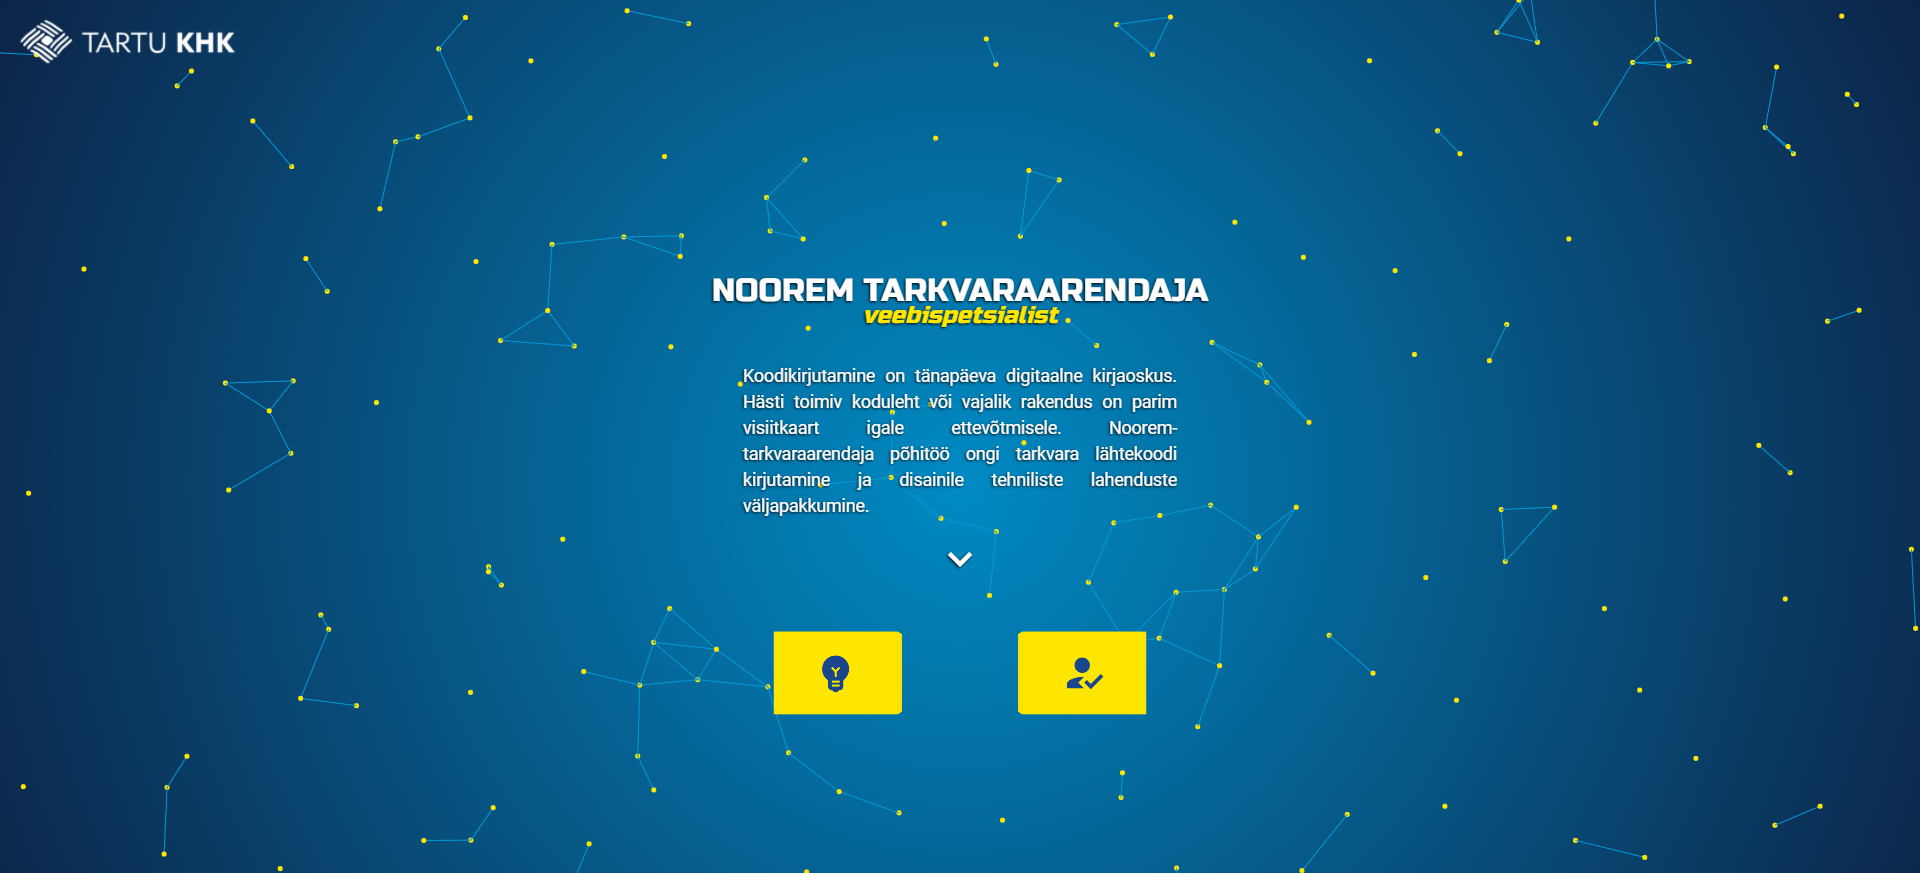 TARTU KHK
NOOREM TARKVARAARENDAJA
veebispetsialist
Koodikirjutamine on tänapäeva digitaalne kirjaoskus.
Hästi toimiv koduleht või vajalik rakendus on parim
visiitkaart igale ettevõtmisele. Noorem-
tarkvaraarendaja põhitöö ongi tarkvara lähtekoodi
kirjutamine ja disainile tehniliste lahenduste
väljapakkumine.